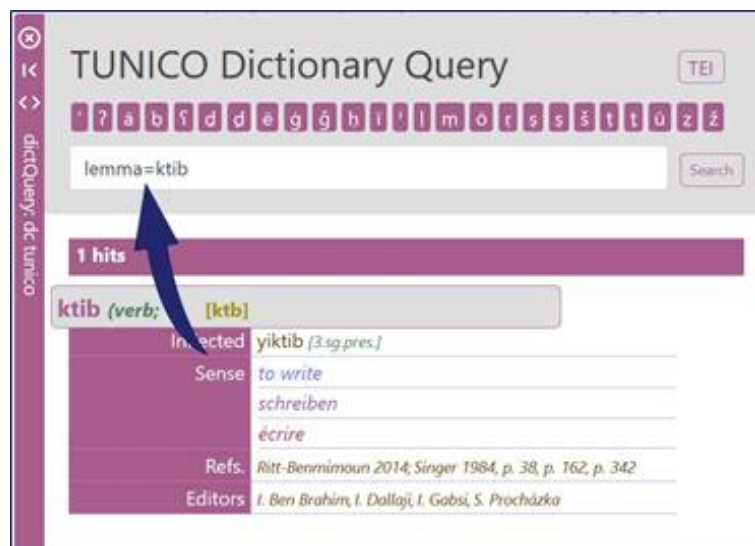 TUNICO Dictionary Query
TEI
lemma=ktib
Search
dictQuery: dc tunico
1 hits
ktib (verb; [ktb]
yiktib (3.sg.pres.)
Sense to write
schreiben
écrire
Refs. Ritt-Benmimoun 2014; Singer 1984, p. 38, p. 162, p. 342
Editors I. Ben Brahim, I. Dallaji, I. Gabsi, S. Procházka